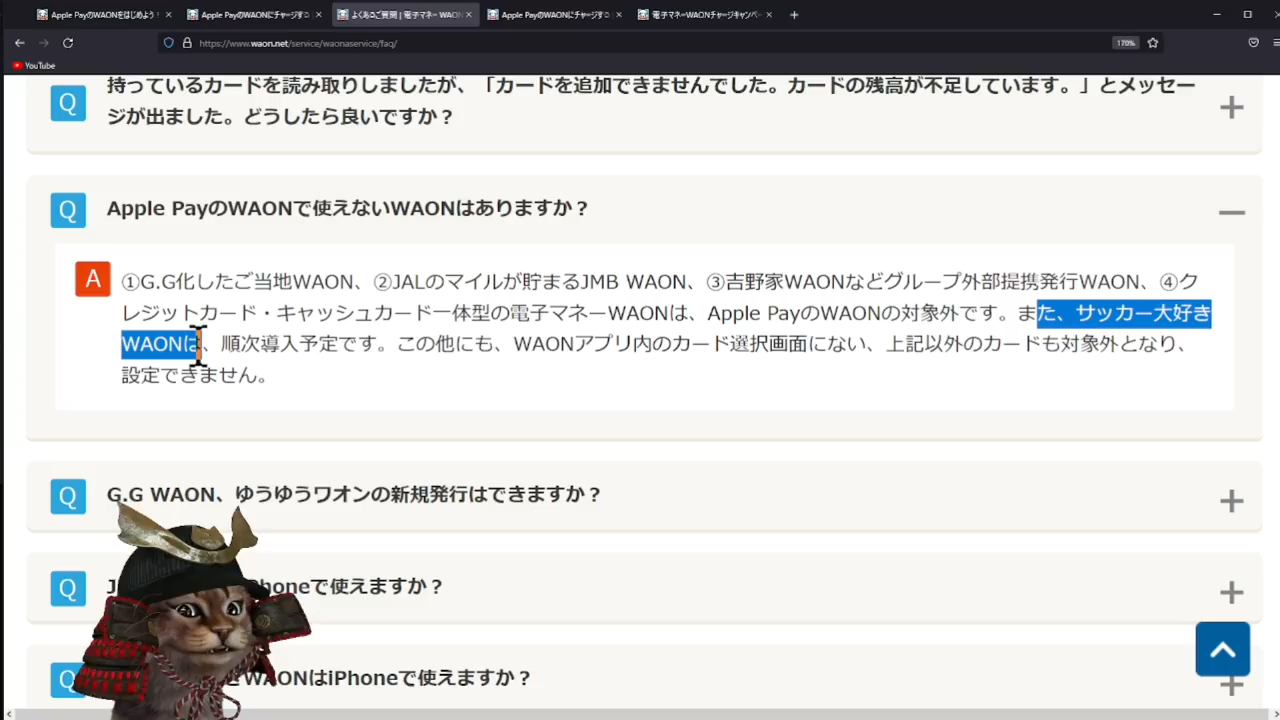 Apple PayのWAONをはじめよう!
Apple PayのWAONにチャージする
よくあるご質問 | 電子マネー WAON
Apple PayのWAONにチャージする
電子マネーWAONチャージキャンペ
https://www.waon.net/service/waonaservice/faq/
170%
YouTube
Q 持っているカードを読み取りしましたが、「カードを追加できませんでした。カードの残高が不足しています。」とメッセー
ジが出ました。どうしたら良いですか？
Q Apple PayのWAONで使えないWAONはありますか？
A ①G.G化したご当地WAON、②JALのマイルが貯まるJMB WAON、③吉野家WAONなどグループ外部提携発行WAON、④ク
レジットカード・キャッシュカード一体型の電子マネーWAONは、Apple PayのWAONの対象外です。また、サッカー大好き
WAONは、順次導入予定です。この他にも、WAONアプリ内のカード選択画面にない、上記以外のカードも対象外となり、
設定できません。
Q G.G WAON、ゆうゆうワオンの新規発行はできますか？
Q J honeで使えますか？
Q WAONはiPhoneで使えますか？